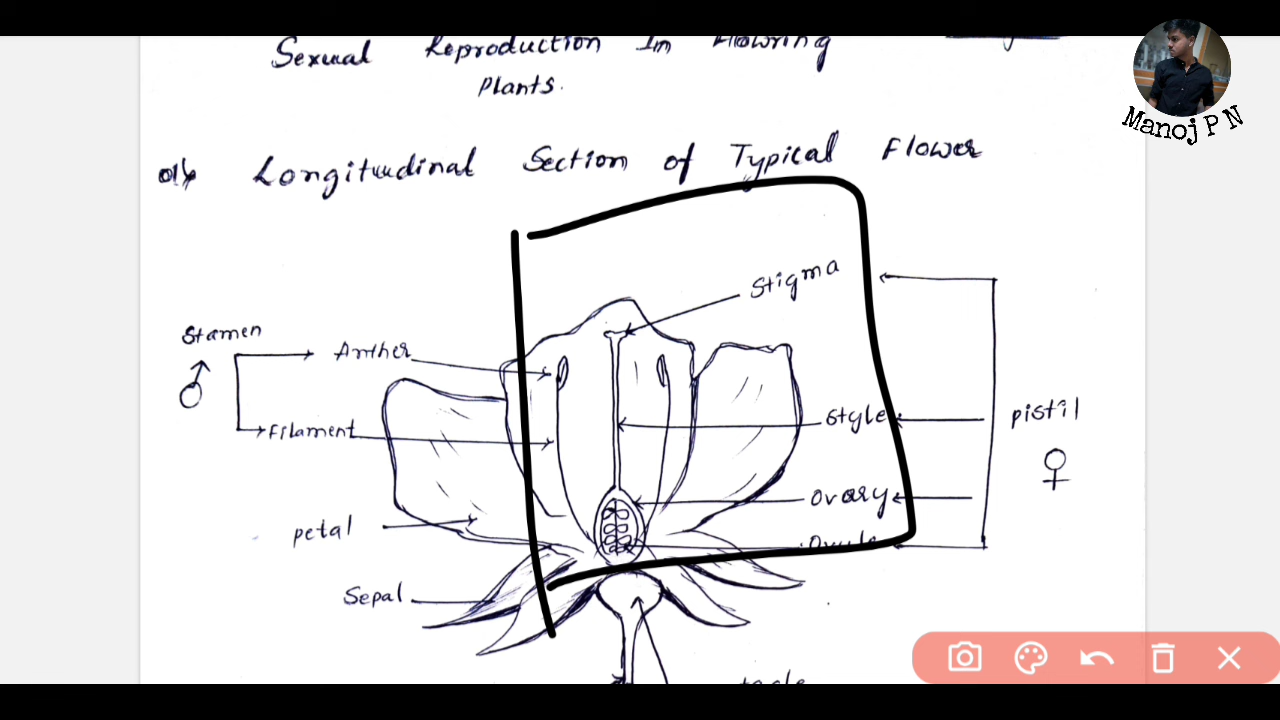 Sexual Reproduction In Flowring
Plants.
Manoj P N
Longitudinal Section of Typical Flower
Stigma
Stamen
Anther
Style
pistil
Filament
Ovary
petal
Ovule
Sepal